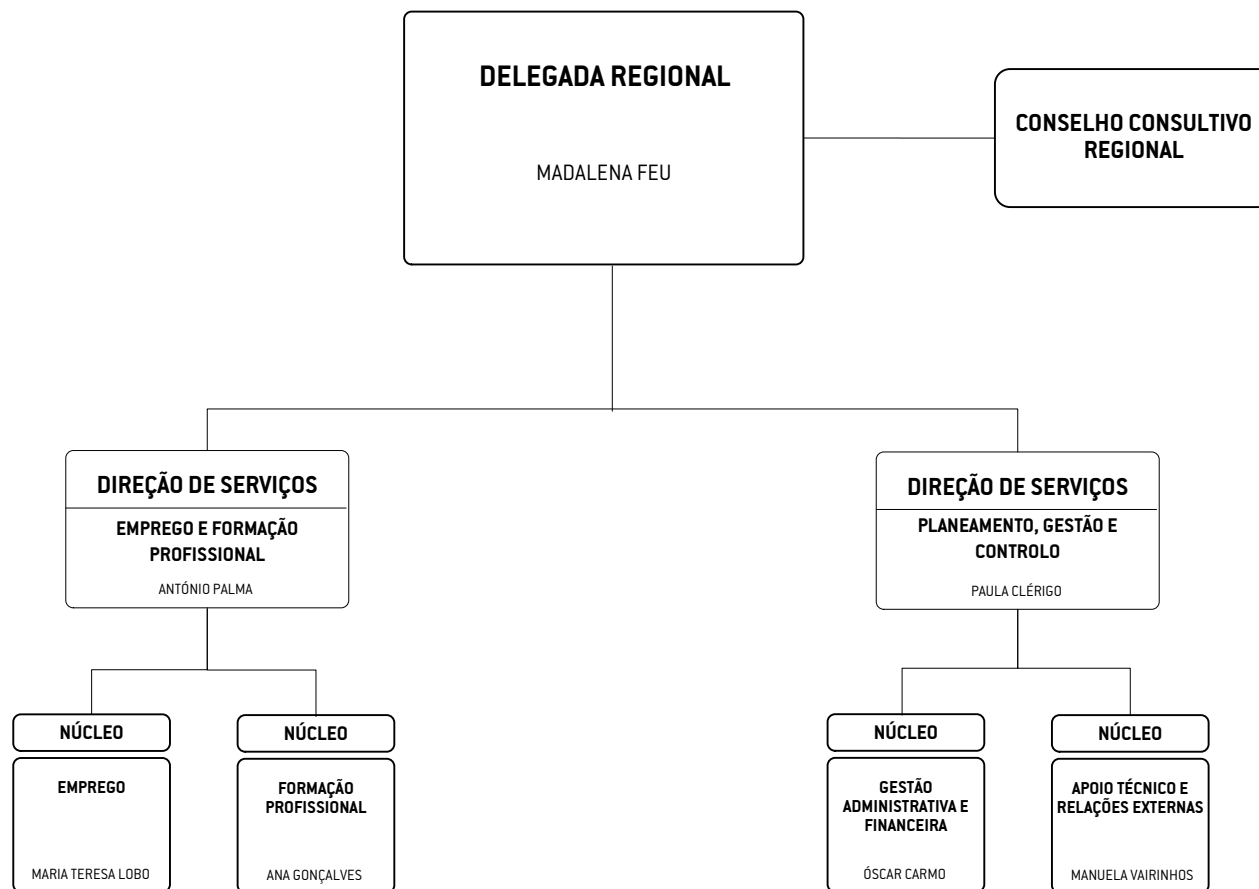 DELEGADA REGIONAL
MADALENA FEU
CONSELHO CONSULTIVO
REGIONAL
DIREÇÃO DE SERVIÇOS
EMPREGO E FORMAÇÃO
PROFISSIONAL
ANTÓNIO PALMA
DIREÇÃO DE SERVIÇOS
PLANEAMENTO, GESTÃO E
CONTROLO
PAULA CLÉRIGO
NÚCLEO
EMPREGO
MARIA TERESA LOBO
NÚCLEO
FORMAÇÃO
PROFISSIONAL
ANA GONÇALVES
NÚCLEO
GESTÃO
ADMINISTRATIVA E
FINANCEIRA
ÓSCAR CARMO
NÚCLEO
APOIO TÉCNICO E
RELAÇÕES EXTERNAS
MANUELA VAIRINHOS